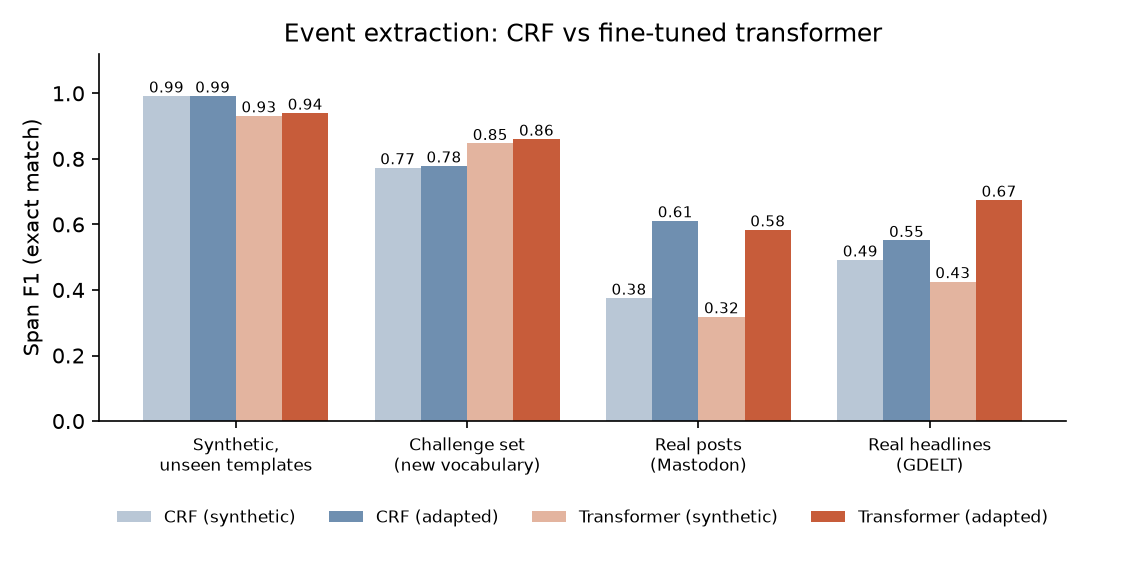 Event extraction: CRF vs fine-tuned transformer
Span F1 (exact match)
1.0
0.8
0.6
0.4
0.2
0.0
0.99 0.99 0.93 0.94
0.77 0.78 0.85 0.86
0.38 0.61 0.32 0.58
0.49 0.55 0.43 0.67
Synthetic,
unseen templates
Challenge set
(new vocabulary)
Real posts
(Mastodon)
Real headlines
(GDELT)
CRF (synthetic) CRF (adapted) Transformer (synthetic) Transformer (adapted)